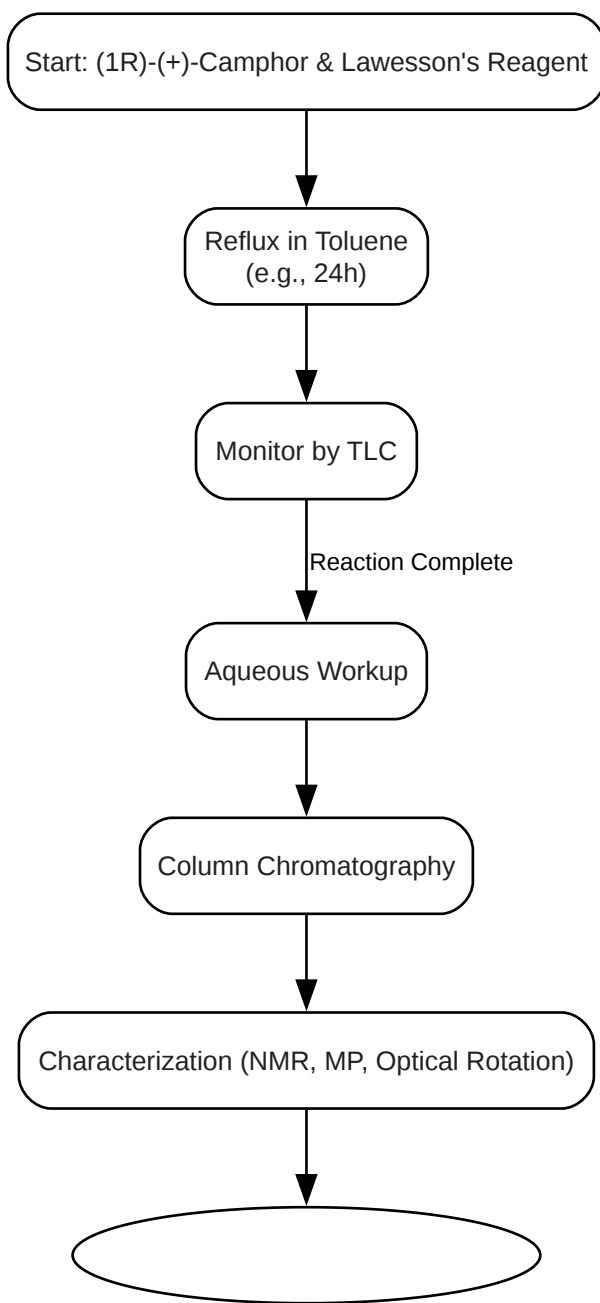 Start: (1R)-(+)-Camphor & Lawesson's Reagent
Reflux in Toluene
(e.g., 24h)
Monitor by TLC
Reaction Complete
Aqueous Workup
Column Chromatography
Characterization (NMR, MP, Optical Rotation)